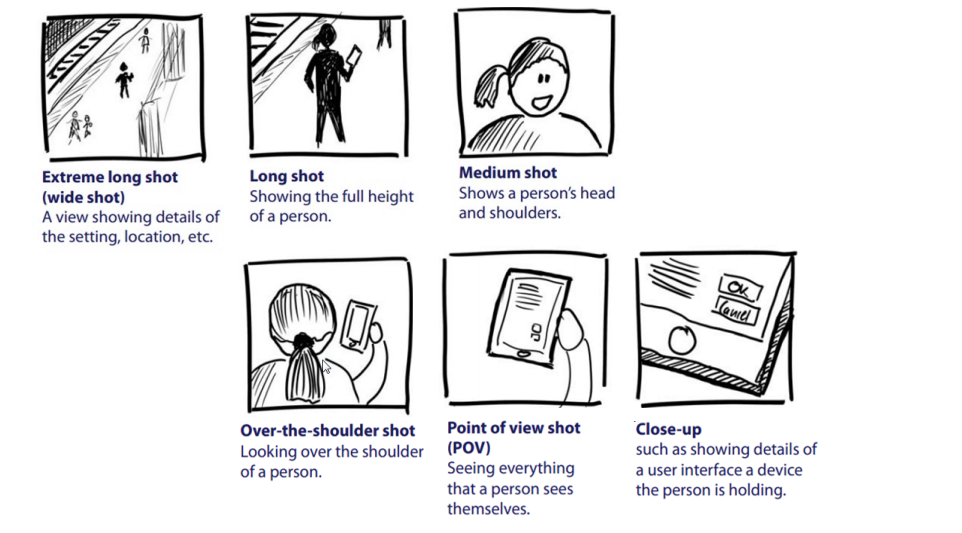 Extreme long shot
(wide shot)
A view showing details of
the setting, location, etc.
Long shot
Showing the full height
of a person.
Medium shot
Shows a person's head
and shoulders.
Over-the-shoulder shot
Looking over the shoulder
of a person.
Point of view shot
(POV)
Seeing everything
that a person sees
themselves.
OK
Cancel
Close-up
such as showing details of
a user interface a device
the person is holding.